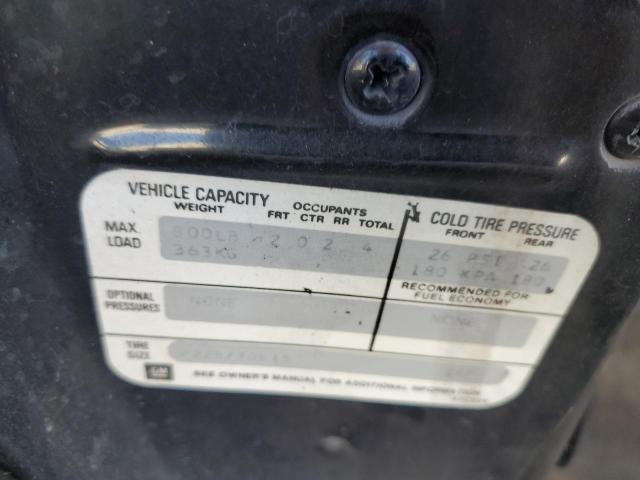 VEHICLE CAPACITY
WEIGHT
OCCUPANTS
FRT CTR RR TOTAL
COLD TIRE PRESSURE
FRONT REAR
MAX. LOAD
800LB 2 0 2 4
363KG
26 PSI 26
180 KPA 180
RECOMMENDED FOR
FUEL ECONOMY
OPTIONAL
PRESSURES
NONE
NONE
TIRE
SIZE
GM
SEE OWNER'S MANUAL FOR ADDITIONAL INFORMATION